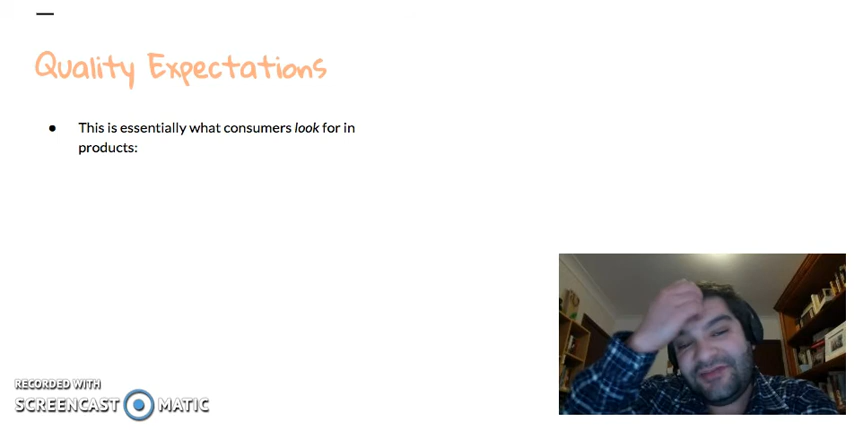 Quality Expectations
● This is essentially what consumers look for in
products:
RECORDED WITH
SCREENCAST MATIC